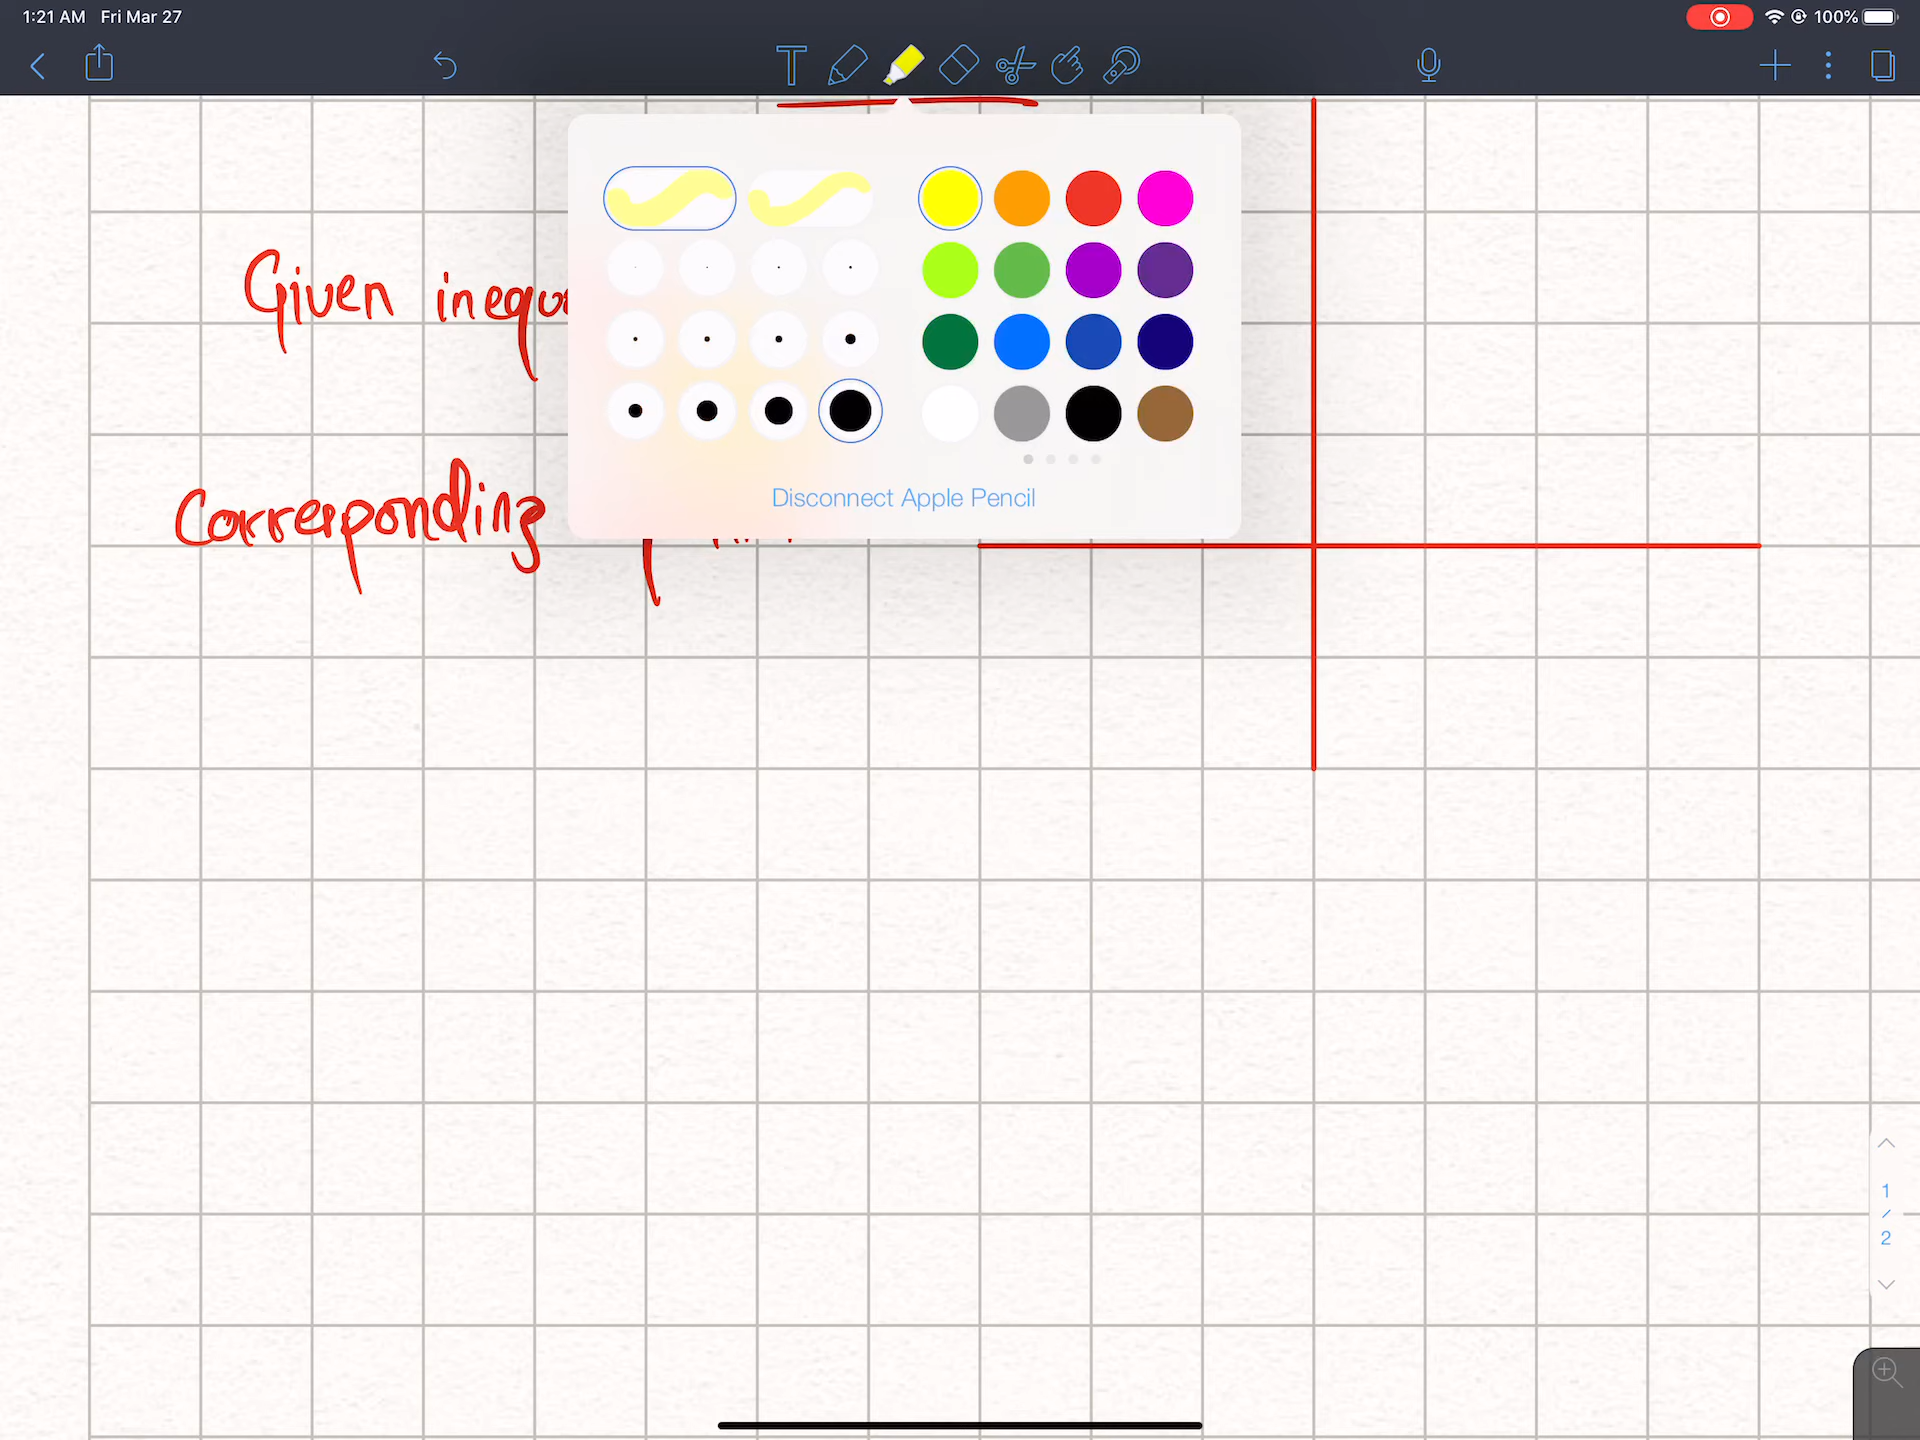 1:21 AM Fri Mar 27 100%
Given
Corresponding
Disconnect Apple Pencil
1
/
2